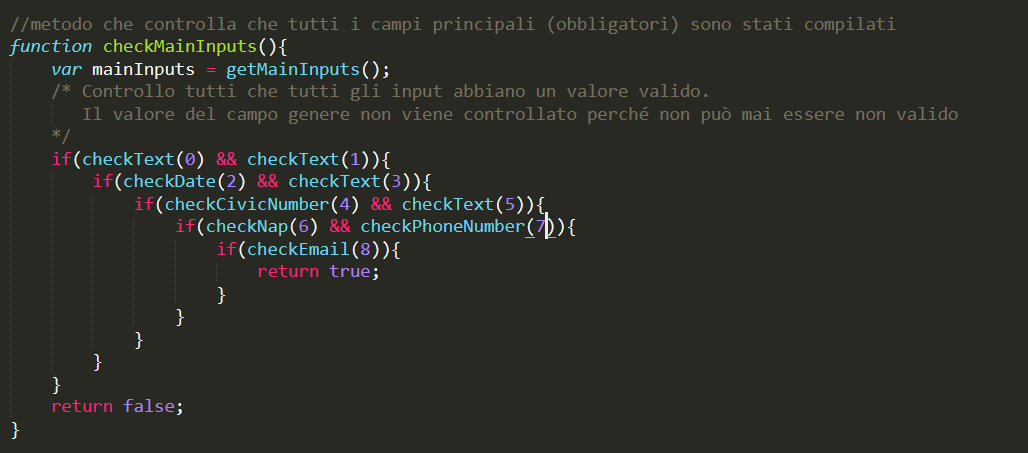 //metodo che controlla che tutti i campi principali (obbligatori) sono stati compilati
function checkMainInputs(){
    var mainInputs = getMainInputs();
    /* Controllo tutti che tutti gli input abbiano un valore valido.
       Il valore del campo genere non viene controllato perché non può mai essere non valido
    */
    if(checkText(0) && checkText(1)){
        if(checkDate(2) && checkText(3)){
            if(checkCivicNumber(4) && checkText(5)){
                if(checkNap(6) && checkPhoneNumber(7)){
                    if(checkEmail(8)){
                        return true;
                    }
                }
            }
        }
    }
    return false;
}